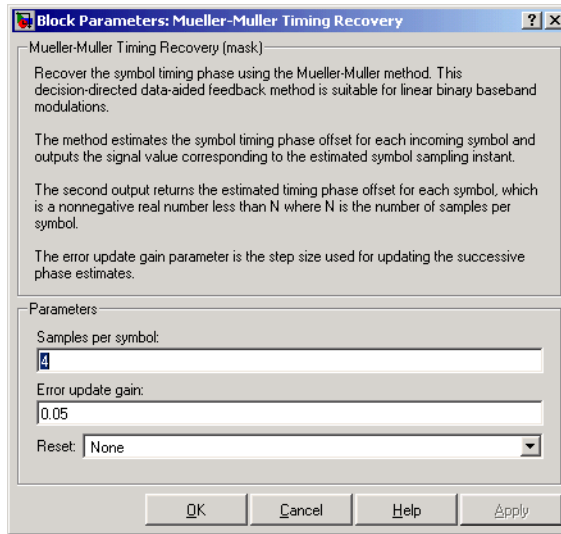 Block Parameters: Mueller-Muller Timing Recovery
Mueller-Muller Timing Recovery (mask)
Recover the symbol timing phase using the Mueller-Muller method. This
decision-directed data-aided feedback method is suitable for linear binary baseband
modulations.
The method estimates the symbol timing phase offset for each incoming symbol and
outputs the signal value corresponding to the estimated symbol sampling instant.
The second output returns the estimated timing phase offset for each symbol, which
is a nonnegative real number less than N where N is the number of samples per
symbol.
The error update gain parameter is the step size used for updating the successive
phase estimates.
Parameters
Samples per symbol:
4
Error update gain:
0.05
Reset: None
OK Cancel Help Apply